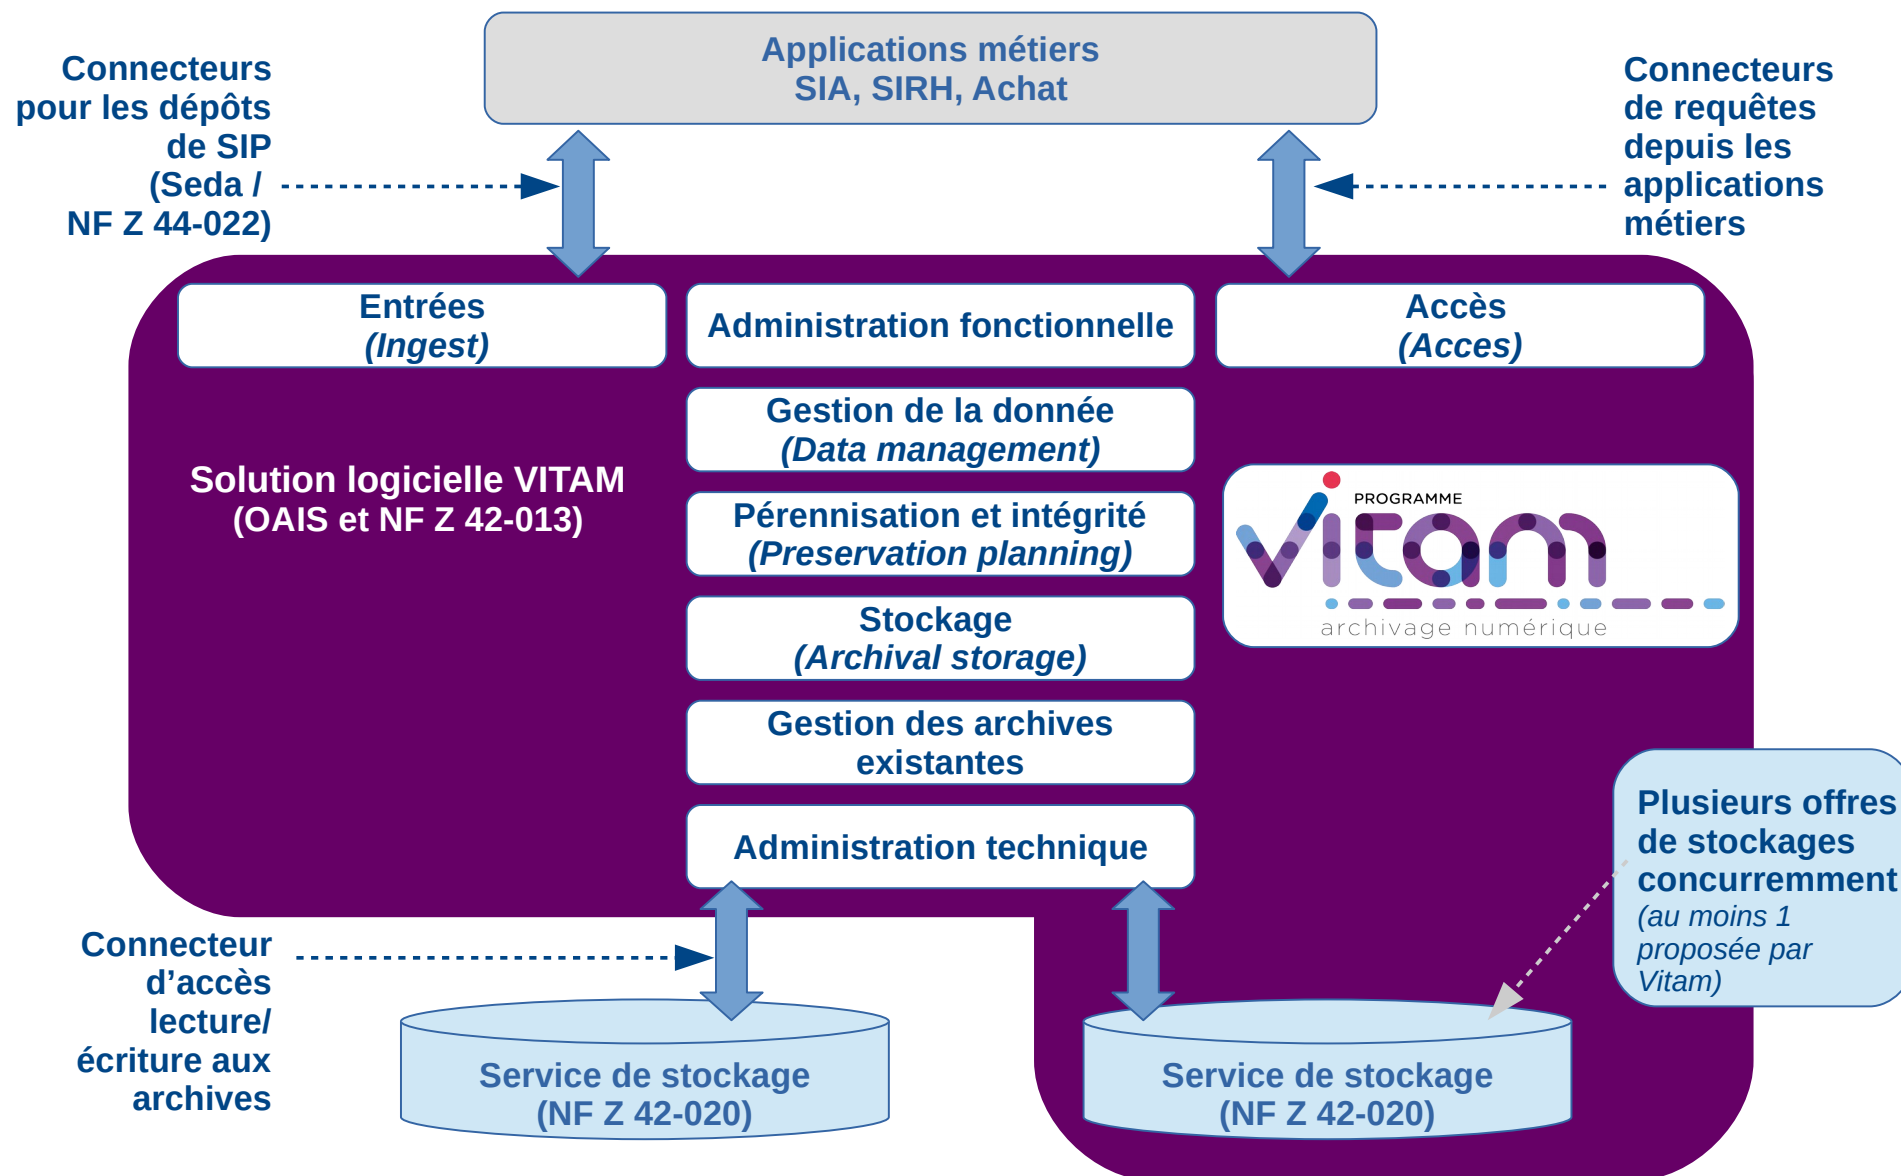 Applications métiers
SIA, SIRH, Achat
Connecteurs
pour les dépôts
de SIP
(Seda /
NF Z 44-022)
Connecteurs
de requêtes
depuis les
applications
métiers
Entrées
(Ingest)
Administration fonctionnelle
Accès
(Acces)
Gestion de la donnée
(Data management)
Solution logicielle VITAM
(OAIS et NF Z 42-013)
Pérennisation et intégrité
(Preservation planning)
PROGRAMME
vitam
archivage numérique
Stockage
(Archival storage)
Gestion des archives
existantes
Administration technique
Plusieurs offres
de stockages
concurremment
(au moins 1
proposée par
Vitam)
Connecteur
d’accès
lecture/
écriture aux
archives
Service de stockage
(NF Z 42-020)
Service de stockage
(NF Z 42-020)